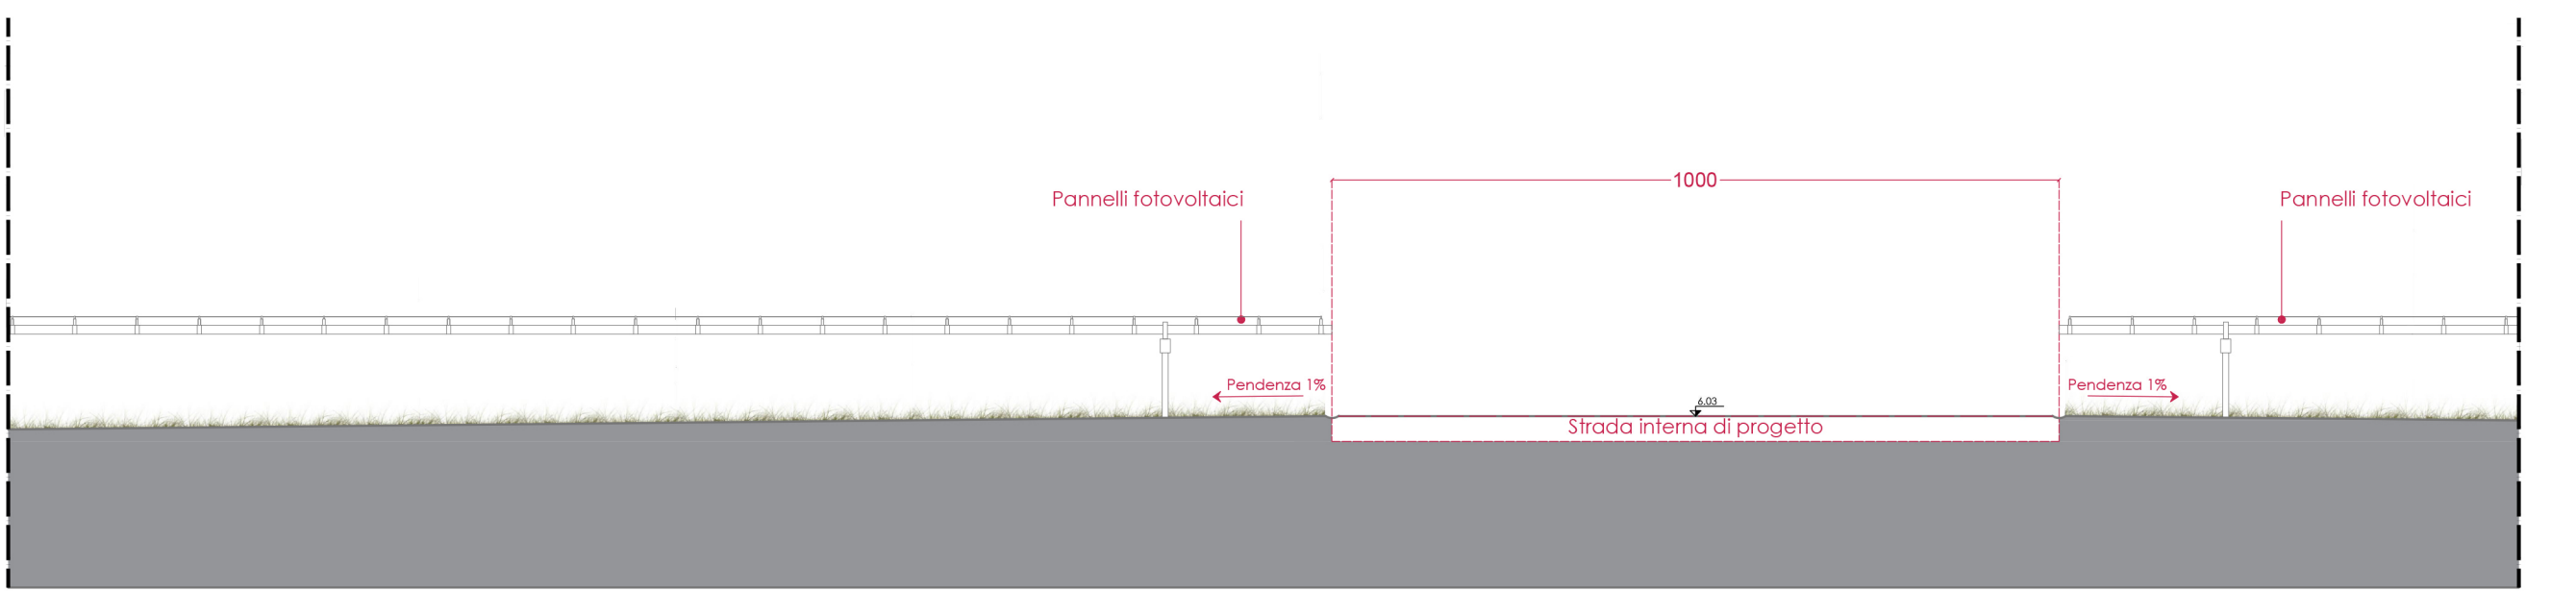 1000
Pannelli fotovoltaici
Pannelli fotovoltaici
Pendenza 1%
Pendenza 1%
6.03
Strada interna di progetto